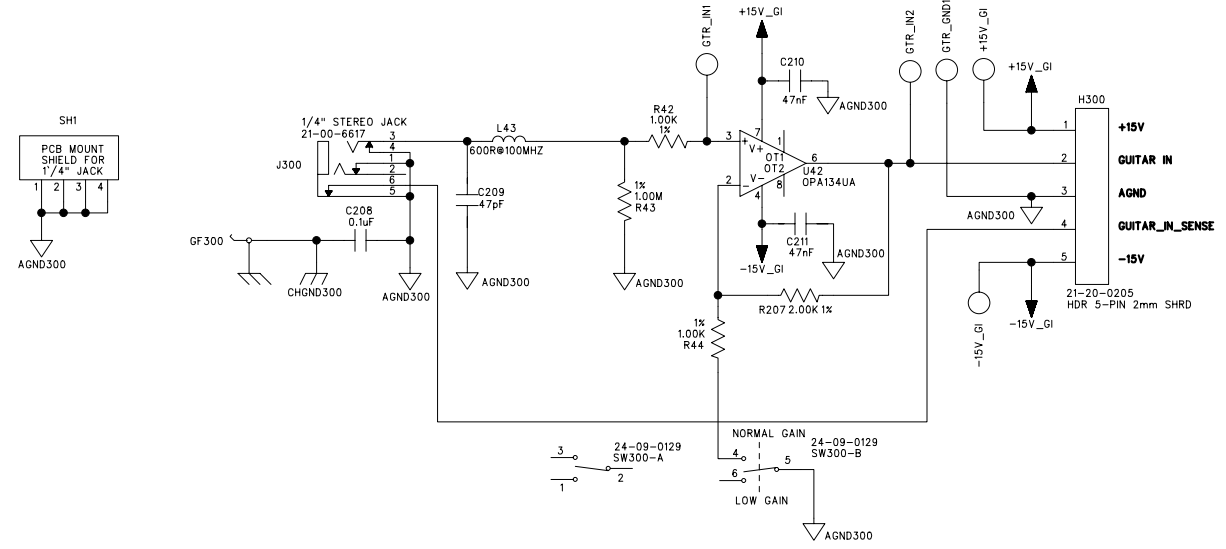 SH1
PCB MOUNT
SHIELD FOR
1'/4" JACK
1 2 3 4
AGND300
1/4" STEREO JACK
21-00-6617
J300
3
4
1
2
6
5
C208
0.1uF
GF300
CHGND300
AGND300
L43
600R@100MHZ
C209
47pF
AGND300
R42
1.00K
1%
1%
1.00M
R43
AGND300
GTR_IN1
+15V_GI
C210
47nF
AGND300
3
+
7
V+
1
OT1
OT2
8
6
U42
OPA134UA
2
-
V-
4
C211
47nF
AGND300
-15V_GI
R207 2.00K 1%
1%
1.00K
R44
NORMAL GAIN
24-09-0129
SW300-B
4
5
6
LOW GAIN
AGND300
24-09-0129
SW300-A
3
2
1
GTR_IN2
GTR_GND1
+15V_GI
+15V_GI
H300
1 +15V
2 GUITAR IN
3 AGND
AGND300
4 GUITAR_IN_SENSE
5 -15V
21-20-0205
HDR 5-PIN 2mm SHRD
-15V_GI
-15V_GI